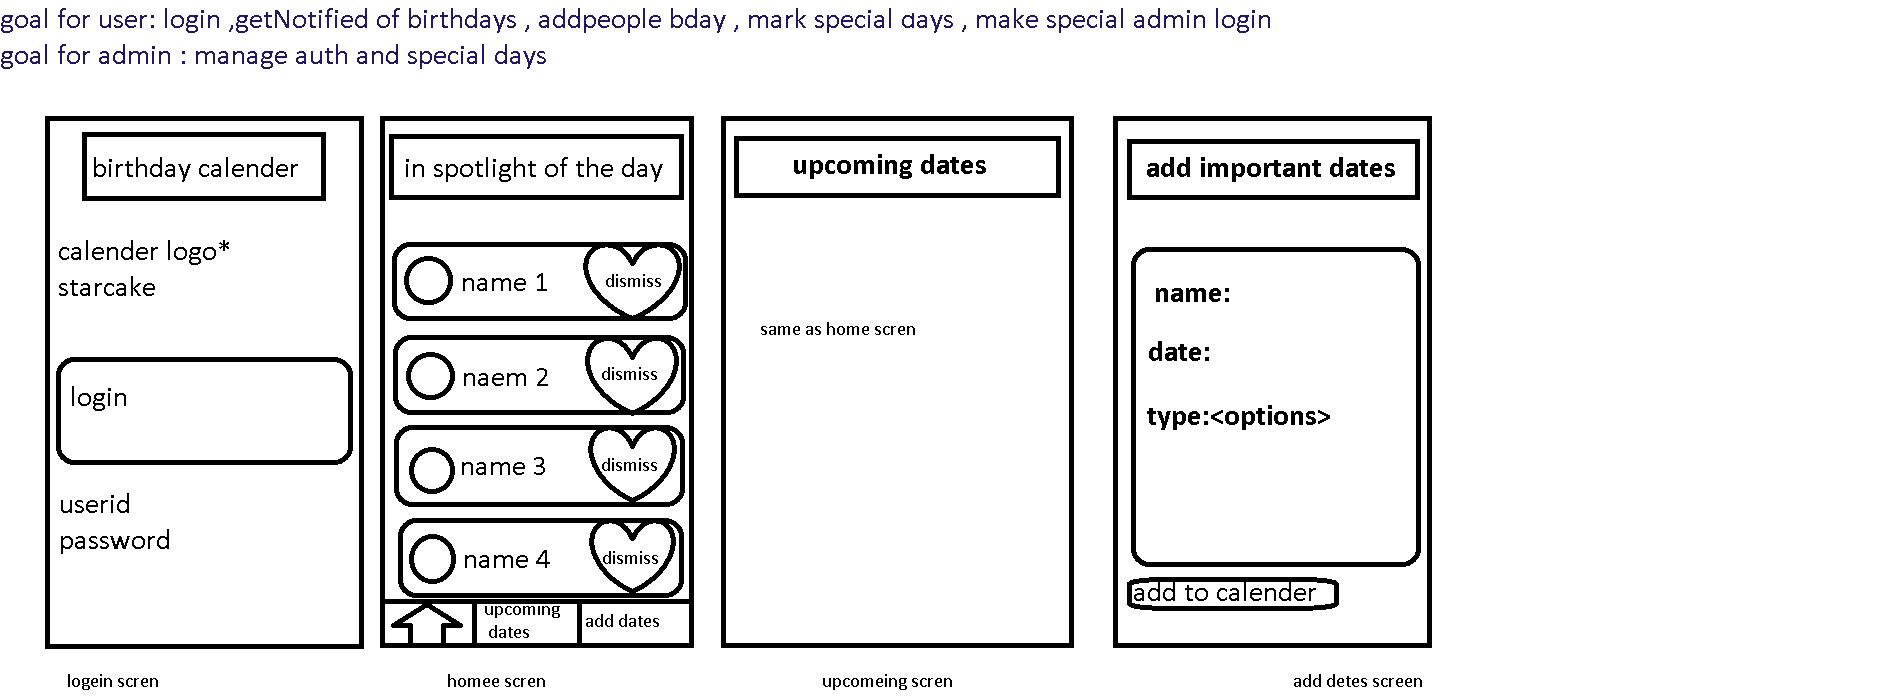 goal for user: login ,getNotified of birthdays , addpeople bday , mark special days , make special admin login
goal for admin : manage auth and special days
birthday calender
calender logo*
starcake
login
userid
password
logein scren
in spotlight of the day
name 1
dismiss
naem 2
dismiss
name 3
dismiss
name 4
dismiss
upcoming
dates
add dates
homee scren
upcoming dates
same as home scren
upcomeing scren
add important dates
name:
date:
type:<options>
add to calender
add detes screen